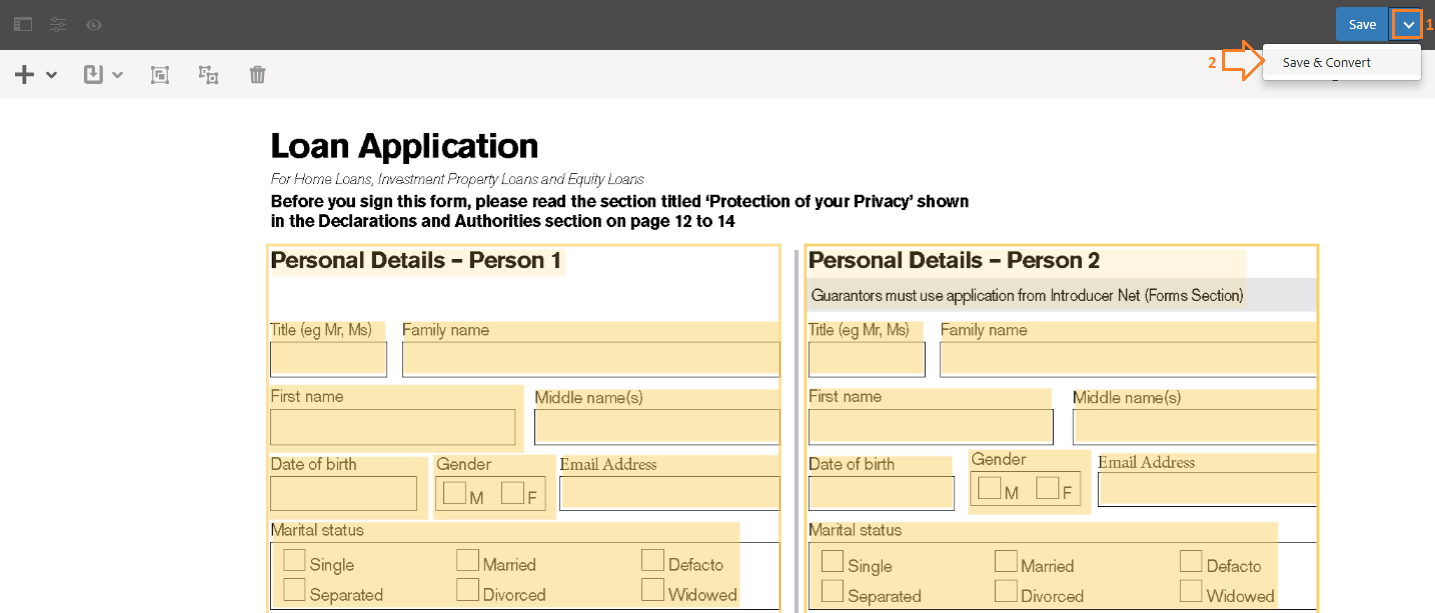 Save
1
2
Save & Convert
Loan Application
For Home Loans, Investment Property Loans and Equity Loans
Before you sign this form, please read the section titled ‘Protection of your Privacy’ shown
in the Declarations and Authorities section on page 12 to 14
Personal Details – Person 1
Title (eg Mr, Ms)
Family name
First name
Middle name(s)
Date of birth
Gender
M
F
Email Address
Marital status
Single
Married
Defacto
Separated
Divorced
Widowed
Personal Details – Person 2
Guarantors must use application from Introducer Net (Forms Section)
Title (eg Mr, Ms)
Family name
First name
Middle name(s)
Date of birth
Gender
M
F
Email Address
Marital status
Single
Married
Defacto
Separated
Divorced
Widowed